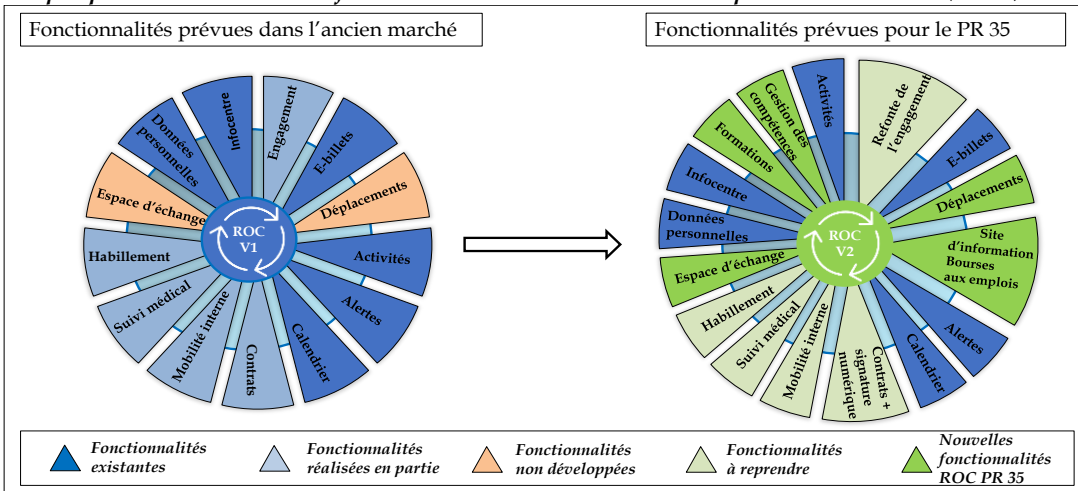 Fonctionnalités prévues dans l'ancien marché
Fonctionnalités prévues pour le PR 35
Engagement
E-billets
Déplacements
Activités
Alertes
Calendrier
Contrats
Mobilité interne
Suivi médical
Habillement
Espace d'échange
Données
personnelles
Infocentre
ROC
V1
Refonte de
l'engagement
E-billets
Déplacements
Site
d'information
Bourses
aux emplois
Alertes
Calendrier
Contrats +
signature
numérique
Mobilité interne
Suivi médical
Habillement
Espace d'échange
Données
personnelles
Infocentre
Formations
Gestion des
compétences
Activités
ROC
V2
Fonctionnalités
existantes
Fonctionnalités
réalisées en partie
Fonctionnalités
non développées
Fonctionnalités
à reprendre
Nouvelles
fonctionnalités
ROC PR 35